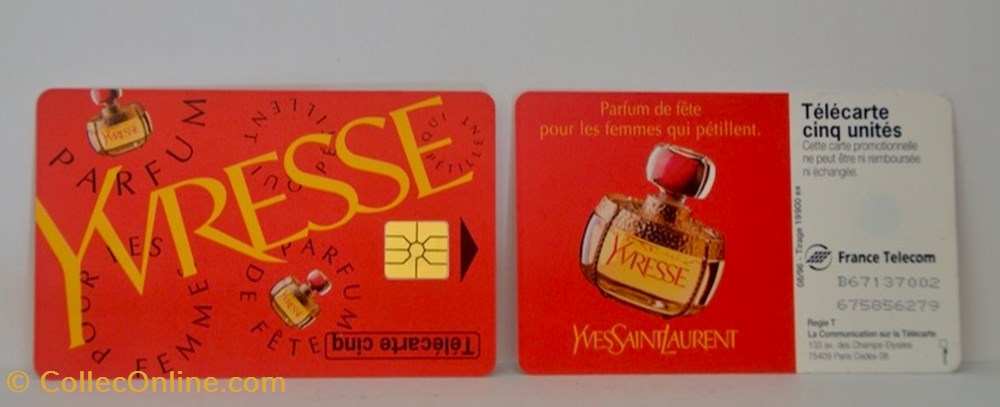 YVRESSE
PARFUM
QUI PÉTILLENT
QUI PÉTILLENT
POUR LES
FEMMES
PARFUM
DE FÊTE
YVRESSE
Télécarte cinq
Parfum de fête
pour les femmes qui pétillent.
YVRESSE
YVESSAINTLAURENT
Télécarte
cinq unités
Cette carte promotionnelle
ne peut être ni remboursée
ni échangée.
06/96 - Tirage 19900 ex
France Telecom
B67137002
675856279
Regie T
La Communication sur la Télécarte
133 av. des Champs Elysées
75409 Paris Cedex 08
© CollecOnline.com